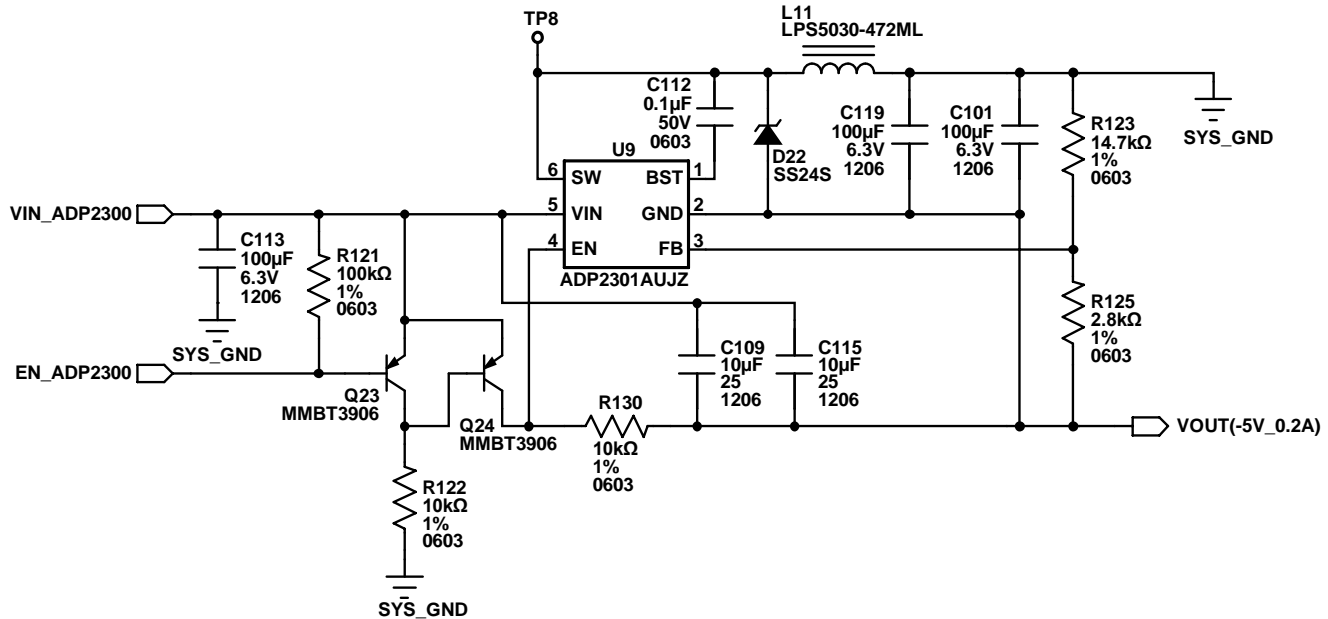 TP8
L11
LPS5030-472ML
C112
0.1µF
50V
0603
C119
100µF
6.3V
1206
C101
100µF
6.3V
1206
R123
14.7kΩ
1%
0603
SYS_GND
D22
SS24S
U9
6
SW
BST
1
5
VIN
GND
2
4
EN
FB
3
ADP2301AUJZ
VIN_ADP2300
C113
100µF
6.3V
1206
R121
100kΩ
1%
0603
SYS_GND
EN_ADP2300
Q23
MMBT3906
Q24
MMBT3906
C109
10µF
25
1206
C115
10µF
25
1206
R125
2.8kΩ
1%
0603
R130
10kΩ
1%
0603
VOUT(-5V_0.2A)
R122
10kΩ
1%
0603
SYS_GND